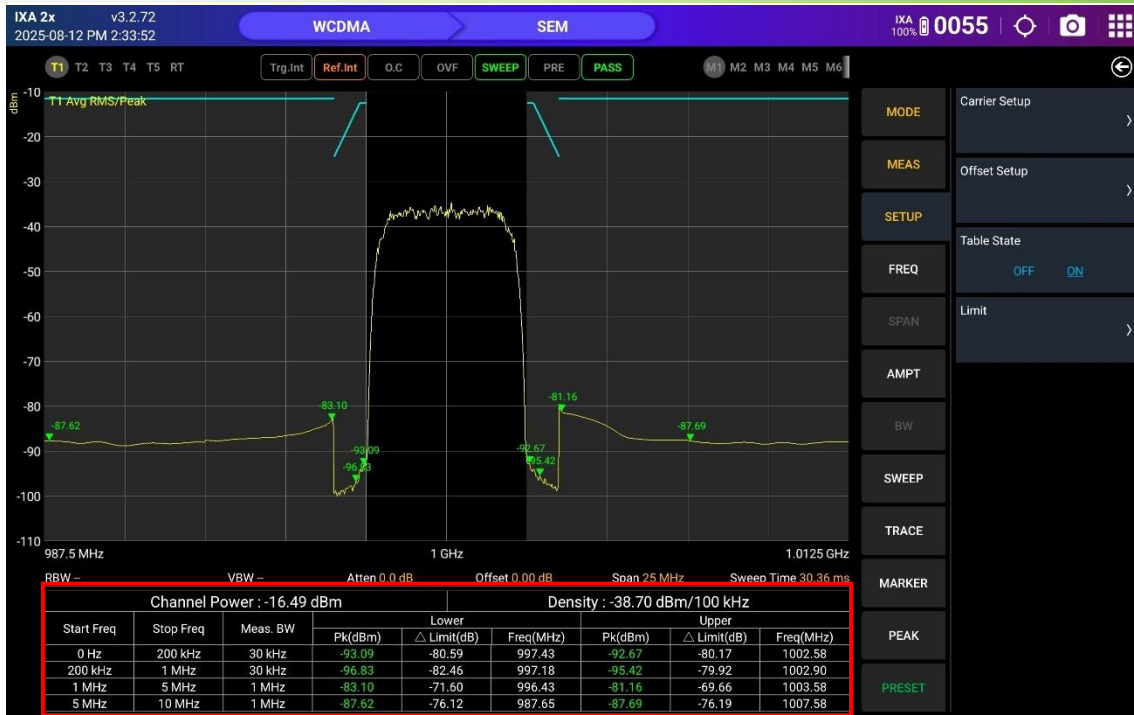 IXA 2x v3.2.72
2025-08-12 PM 2:33:52
WCDMA SEM
IXA 100% 0055
T1 T2 T3 T4 T5 RT Trg.Int Ref.Int O.C OVF SWEEP PRE PASS M1 M2 M3 M4 M5 M6
dBm
T1 Avg RMS/Peak
-10
-20
-30
-40
-50
-60
-70
-80
-90
-100
-110
-87.62
-83.10
-93.09
-96.83
-92.67
-95.42
-81.16
-87.69
987.5 MHz 1 GHz 1.0125 GHz
RBW -- VBW -- Atten 0.0 dB Offset 0.00 dB Span 25 MHz Sweep Time 30.36 ms
Channel Power : -16.49 dBm Density : -38.70 dBm/100 kHz
Start Freq Stop Freq Meas. BW Lower Upper
Pk(dBm) △ Limit(dB) Freq(MHz) Pk(dBm) △ Limit(dB) Freq(MHz)
0 Hz 200 kHz 30 kHz -93.09 -80.59 997.43 -92.67 -80.17 1002.58
200 kHz 1 MHz 30 kHz -96.83 -82.46 997.18 -95.42 -79.92 1002.90
1 MHz 5 MHz 1 MHz -83.10 -71.60 996.43 -81.16 -69.66 1003.58
5 MHz 10 MHz 1 MHz -87.62 -76.12 987.65 -87.69 -76.19 1007.58
MODE
MEAS
SETUP
FREQ
SPAN
AMPT
BW
SWEEP
TRACE
MARKER
PEAK
PRESET
Carrier Setup
Offset Setup
Table State
OFF ON
Limit